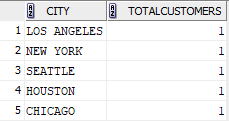 CITY TOTALCUSTOMERS
1 LOS ANGELES 1
2 NEW YORK 1
3 SEATTLE 1
4 HOUSTON 1
5 CHICAGO 1